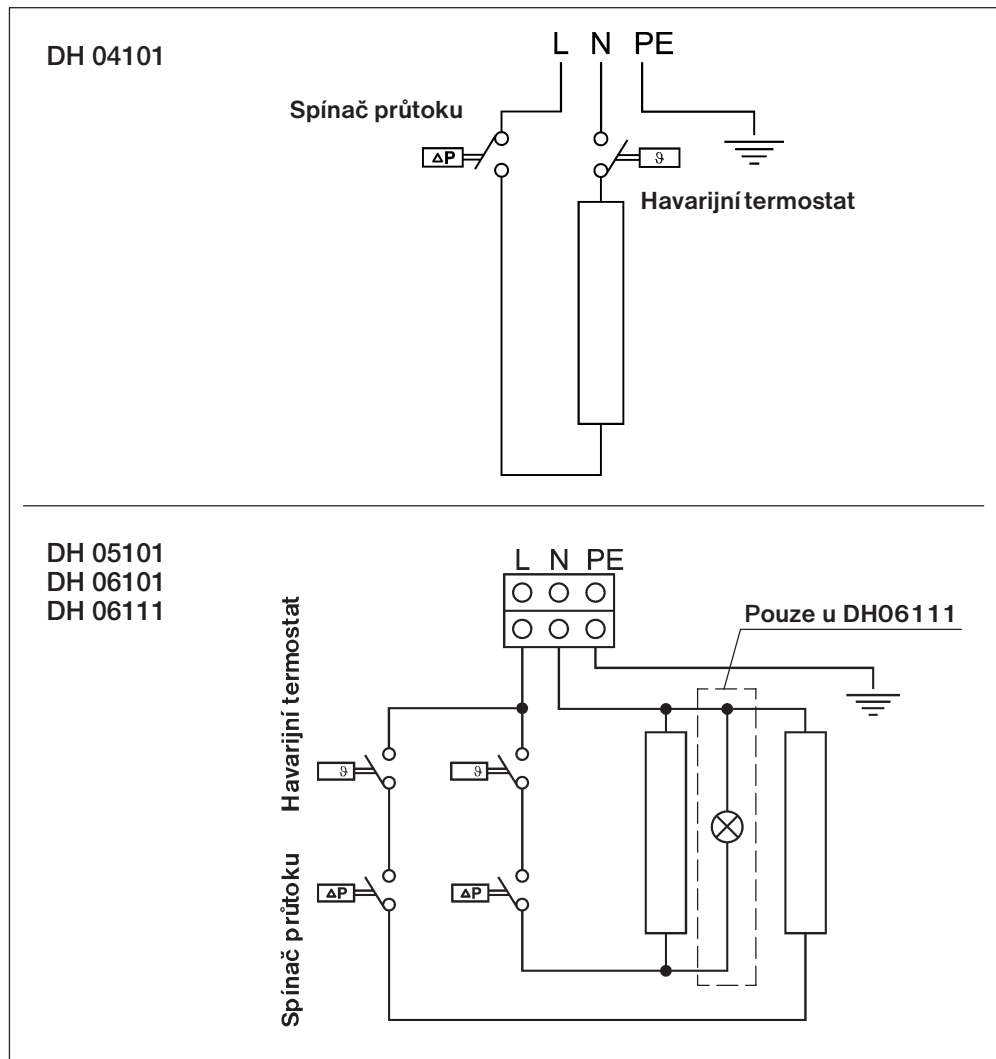 DH 04101
L N PE
Spínač průtoku
ΔP
ϑ
Havarijní termostat
DH 05101
DH 06101
DH 06111
L N PE
Pouze u DH06111
Havarijní termostat
ϑ
ϑ
Spínač průtoku
ΔP
ΔP